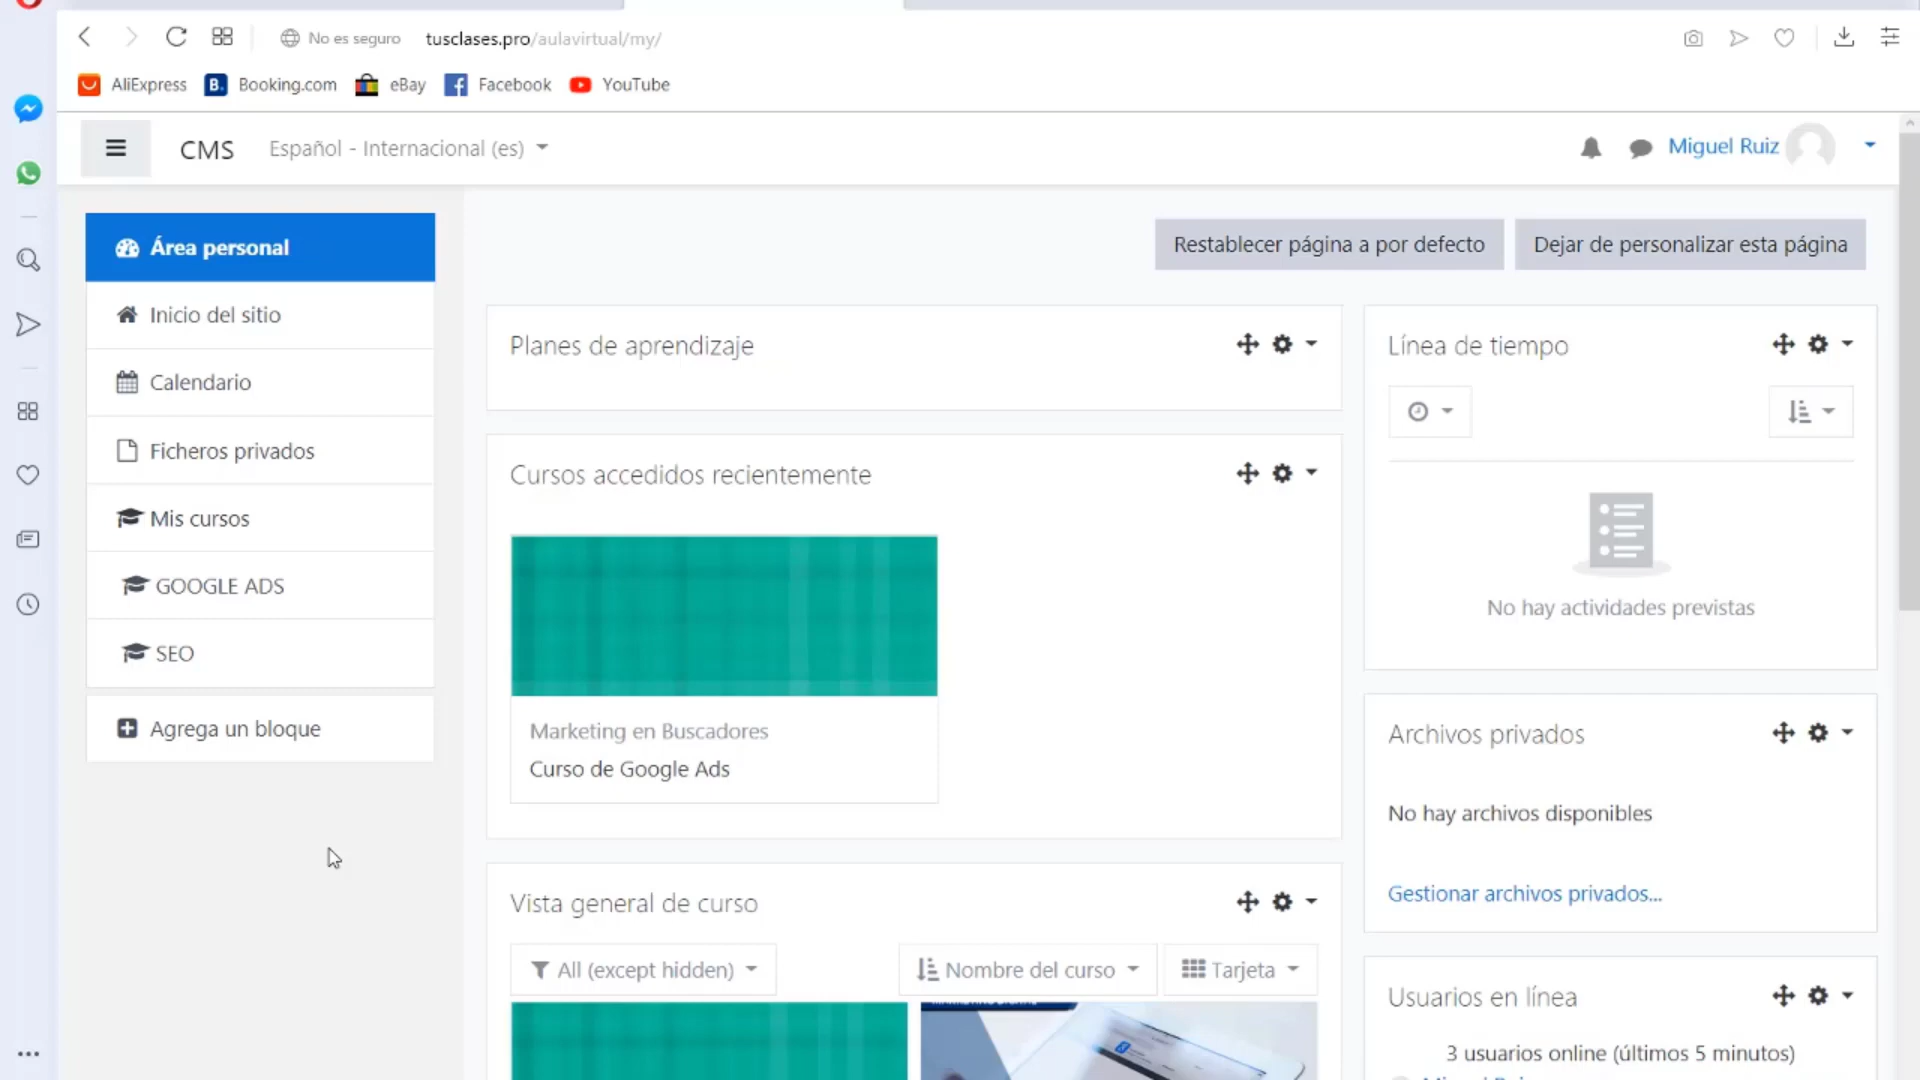 No es seguro tusclases.pro/aulavirtual/my/
AliExpress B. Booking.com eBay Facebook YouTube
CMS Español - Internacional (es) Miguel Ruiz
Área personal
Inicio del sitio
Calendario
Ficheros privados
Mis cursos
GOOGLE ADS
SEO
Agrega un bloque
Restablecer página a por defecto Dejar de personalizar esta página
Planes de aprendizaje
Cursos accedidos recientemente
Marketing en Buscadores
Curso de Google Ads
Vista general de curso
All (except hidden) Nombre del curso Tarjeta
Línea de tiempo
No hay actividades previstas
Archivos privados
No hay archivos disponibles
Gestionar archivos privados...
Usuarios en línea
3 usuarios online (últimos 5 minutos)